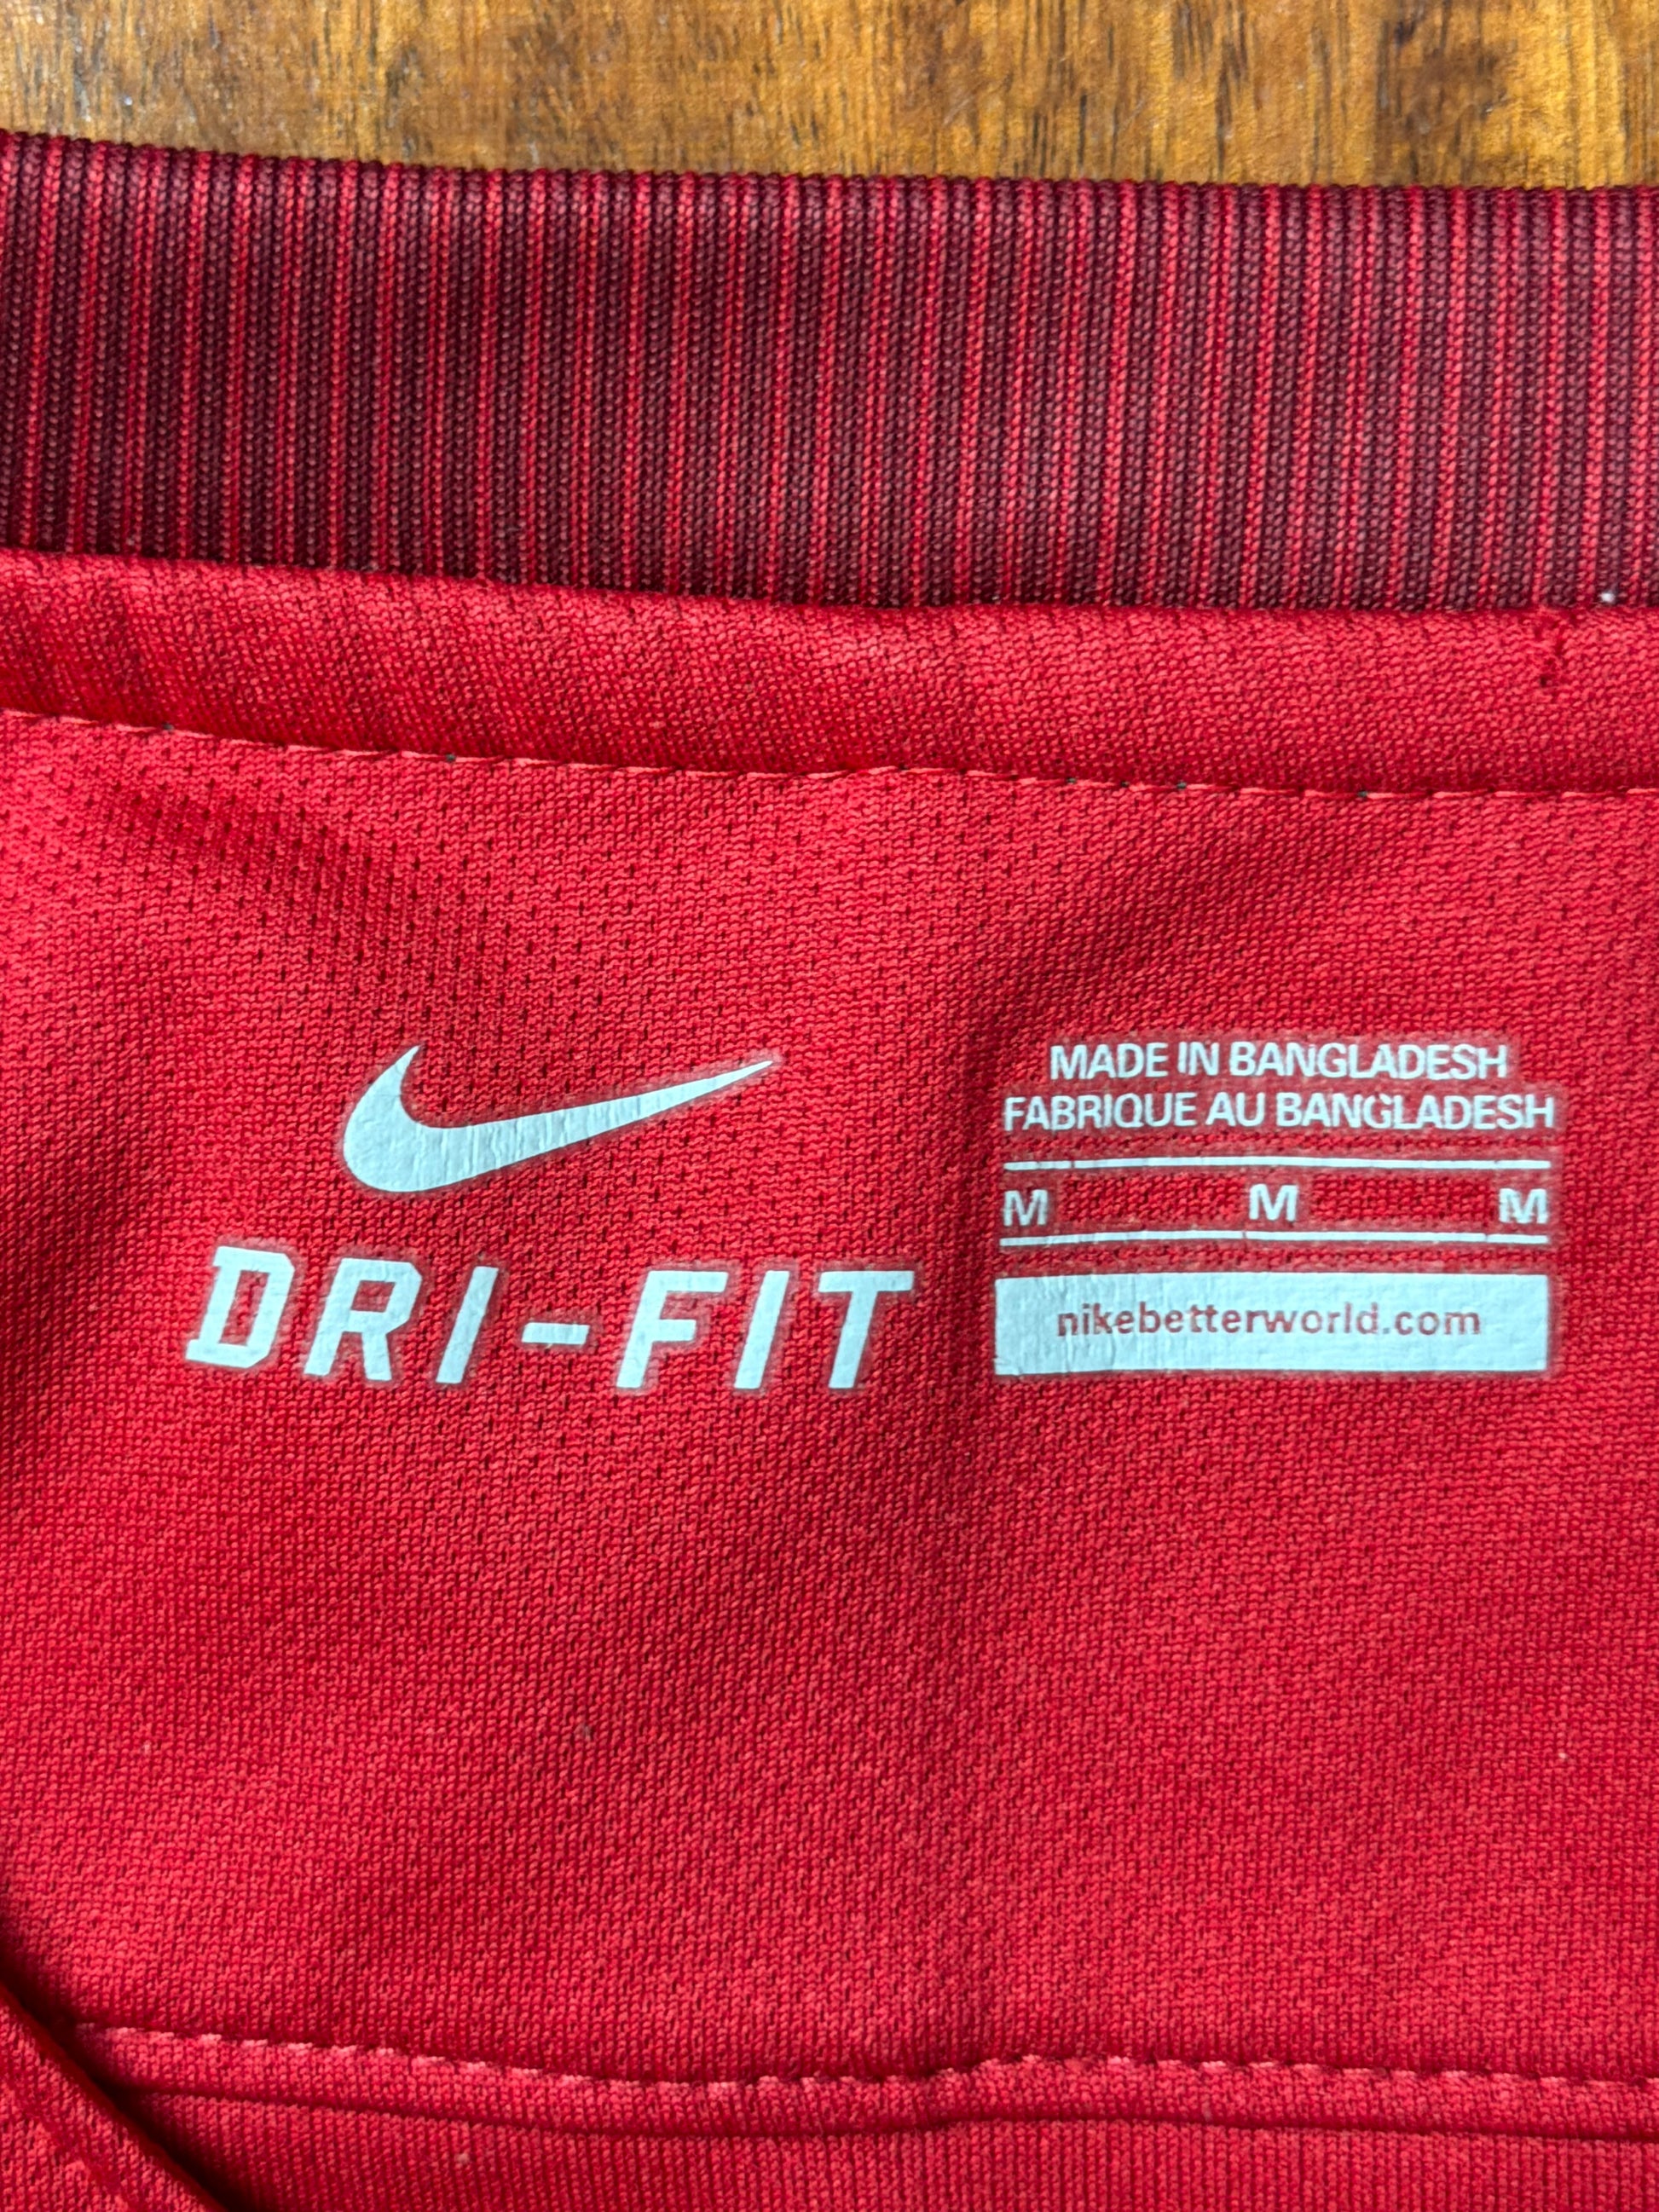 DRI-FIT
MADE IN BANGLADESH
FABRIQUE AU BANGLADESH
M M M
nikebetterworld.com